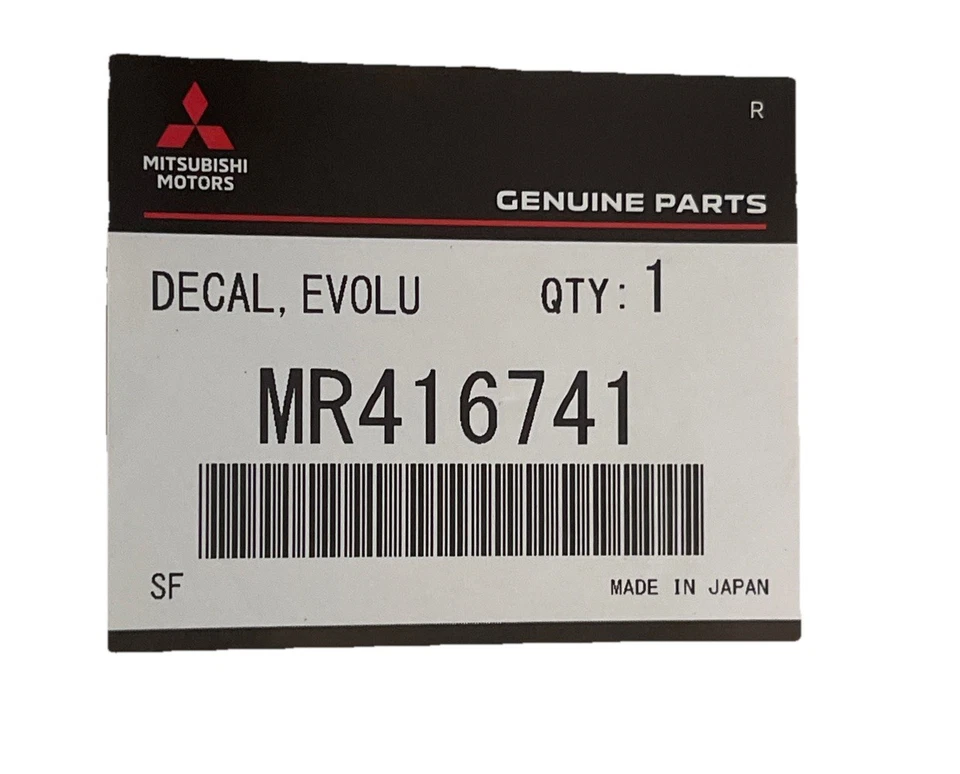 R
MITSUBISHI
MOTORS
GENUINE PARTS
DECAL, EVOLU QTY: 1
MR416741
SF MADE IN JAPAN